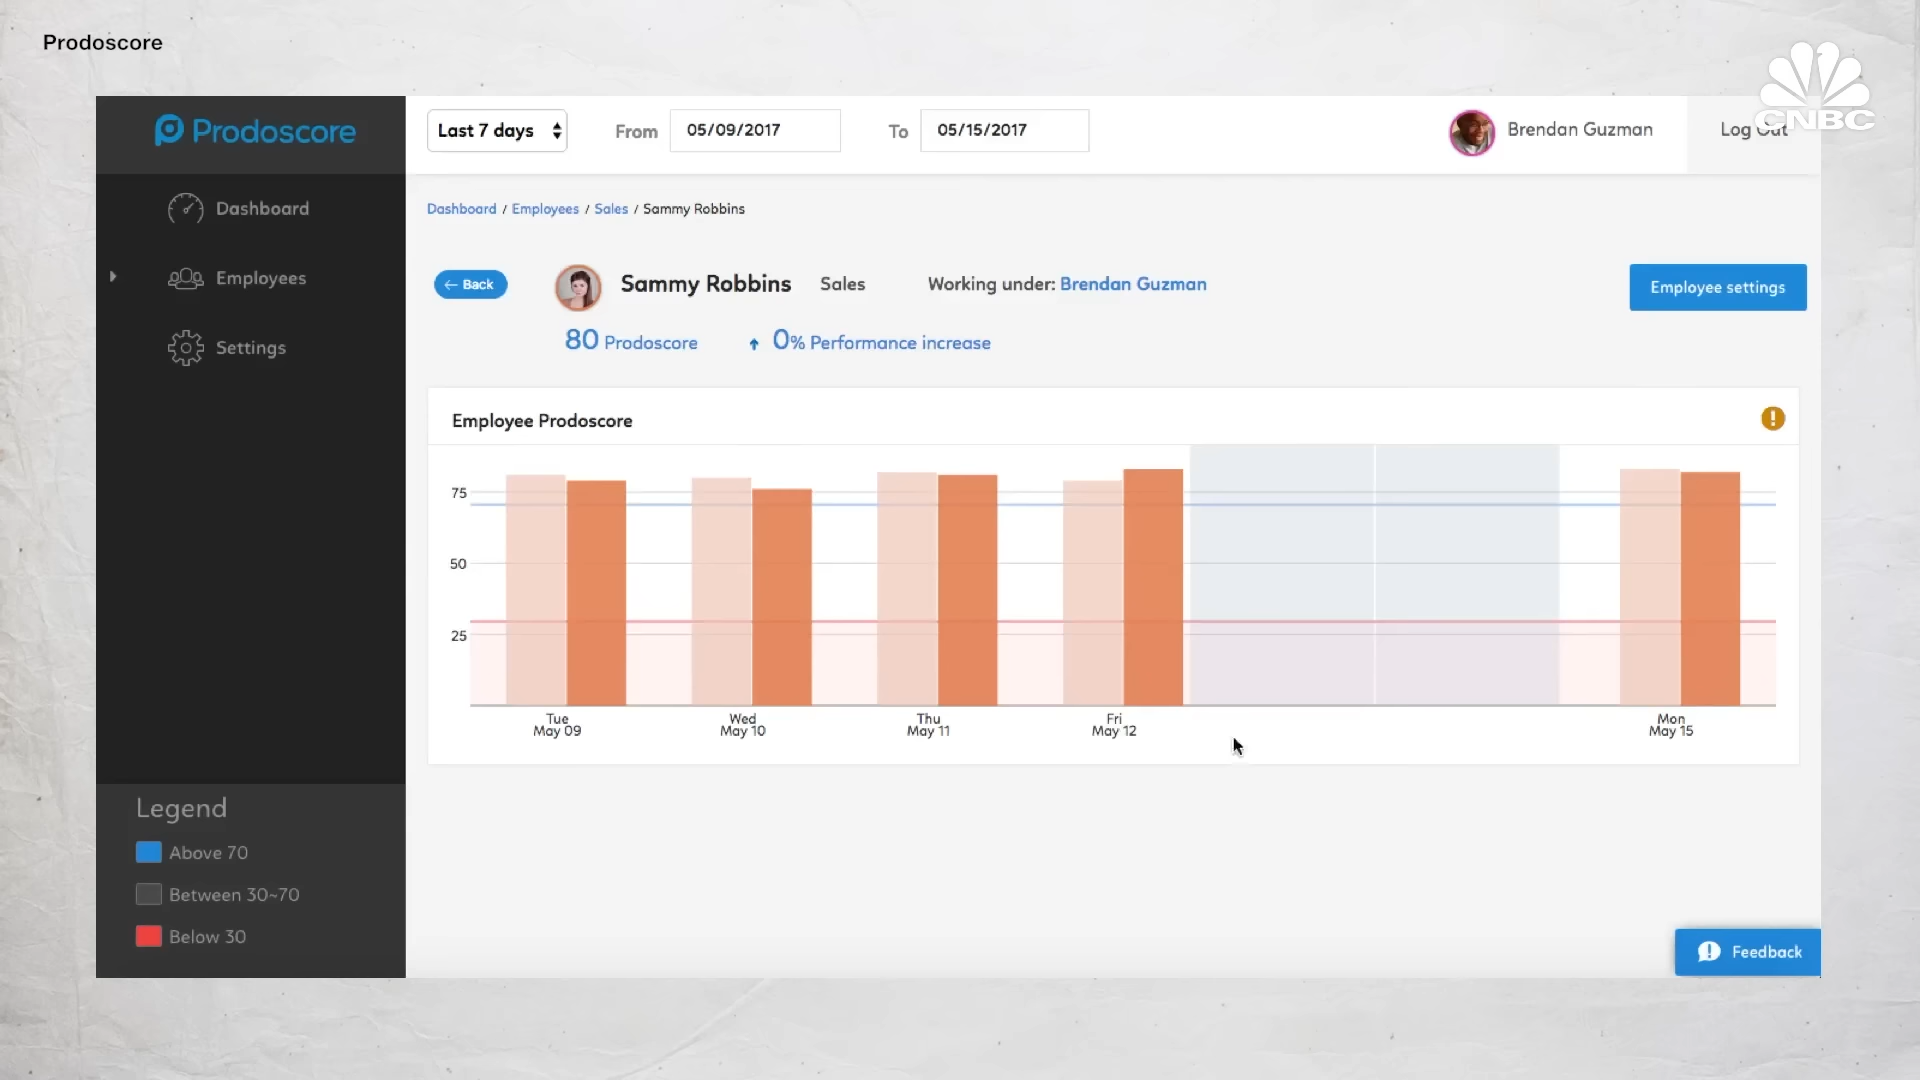 Prodoscore
CNBC
Prodoscore
Last 7 days
From
05/09/2017
To
05/15/2017
Brendan Guzman
Log Out
Dashboard
Employees
Settings
Dashboard / Employees / Sales / Sammy Robbins
← Back
Sammy Robbins
Sales
Working under: Brendan Guzman
Employee settings
80 Prodoscore
0% Performance increase
Employee Prodoscore
75
50
25
Tue
May 09
Wed
May 10
Thu
May 11
Fri
May 12
Mon
May 15
Legend
Above 70
Between 30~70
Below 30
Feedback